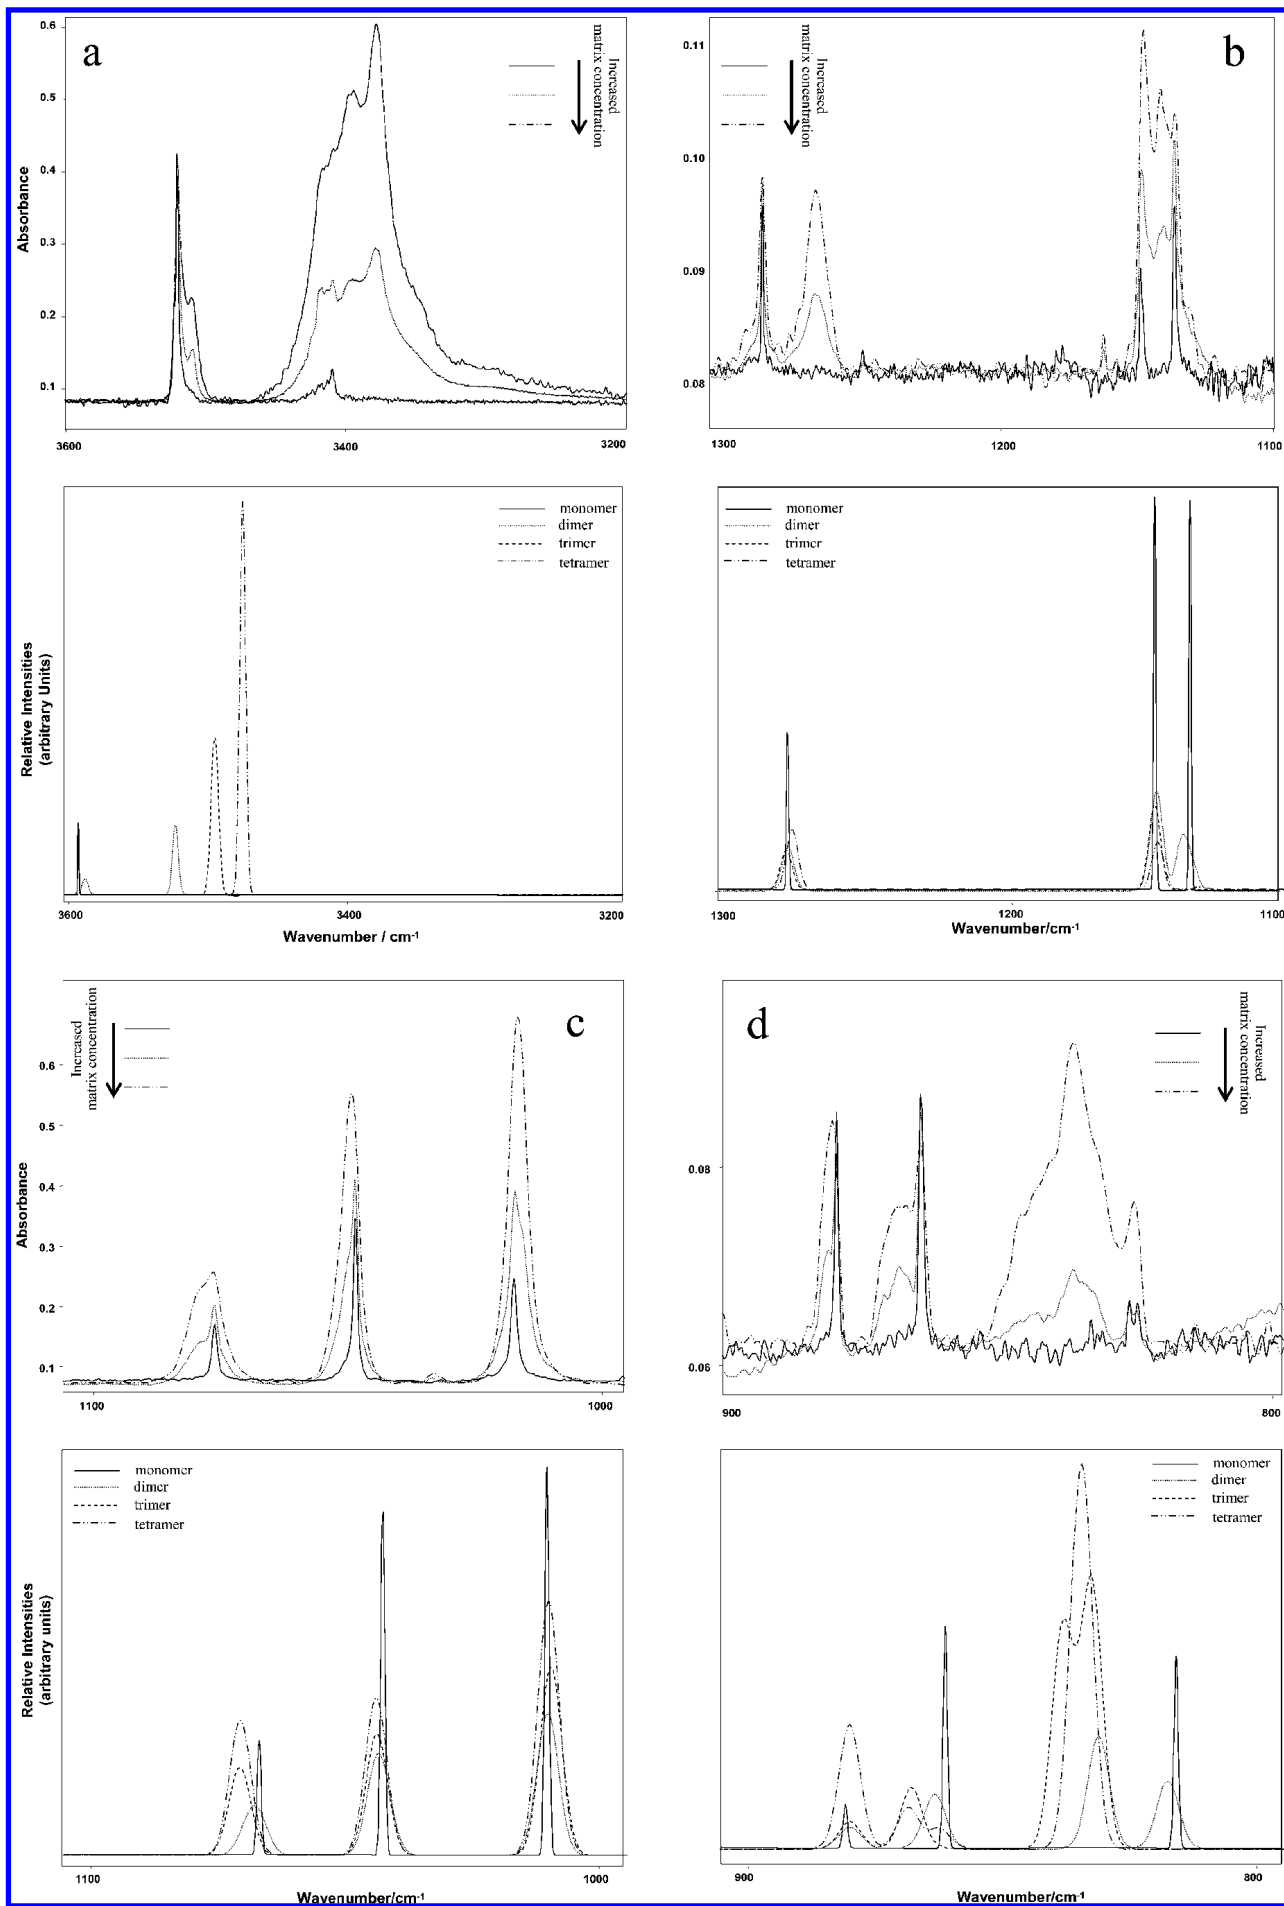 a
0.6
0.5
0.4
0.3
0.2
0.1
Absorbance
Increased
matrix concentration
3600
3400
3200
b
0.11
0.10
0.09
0.08
Increased
matrix concentration
1300
1200
1100
monomer
dimer
trimer
tetramer
Relative Intensities
(arbitrary Units)
3600
3400
3200
Wavenumber / cm-1
monomer
dimer
trimer
tetramer
1300
1200
1100
Wavenumber/cm-1
c
Increased
matrix concentration
0.6
0.5
0.4
0.3
0.2
0.1
Absorbance
1100
1000
d
Increased
matrix concentration
0.08
0.06
900
800
monomer
dimer
trimer
tetramer
Relative Intensities
(arbitrary units)
1100
1000
Wavenumber/cm-1
monomer
dimer
trimer
tetramer
900
800
Wavenumber/cm-1